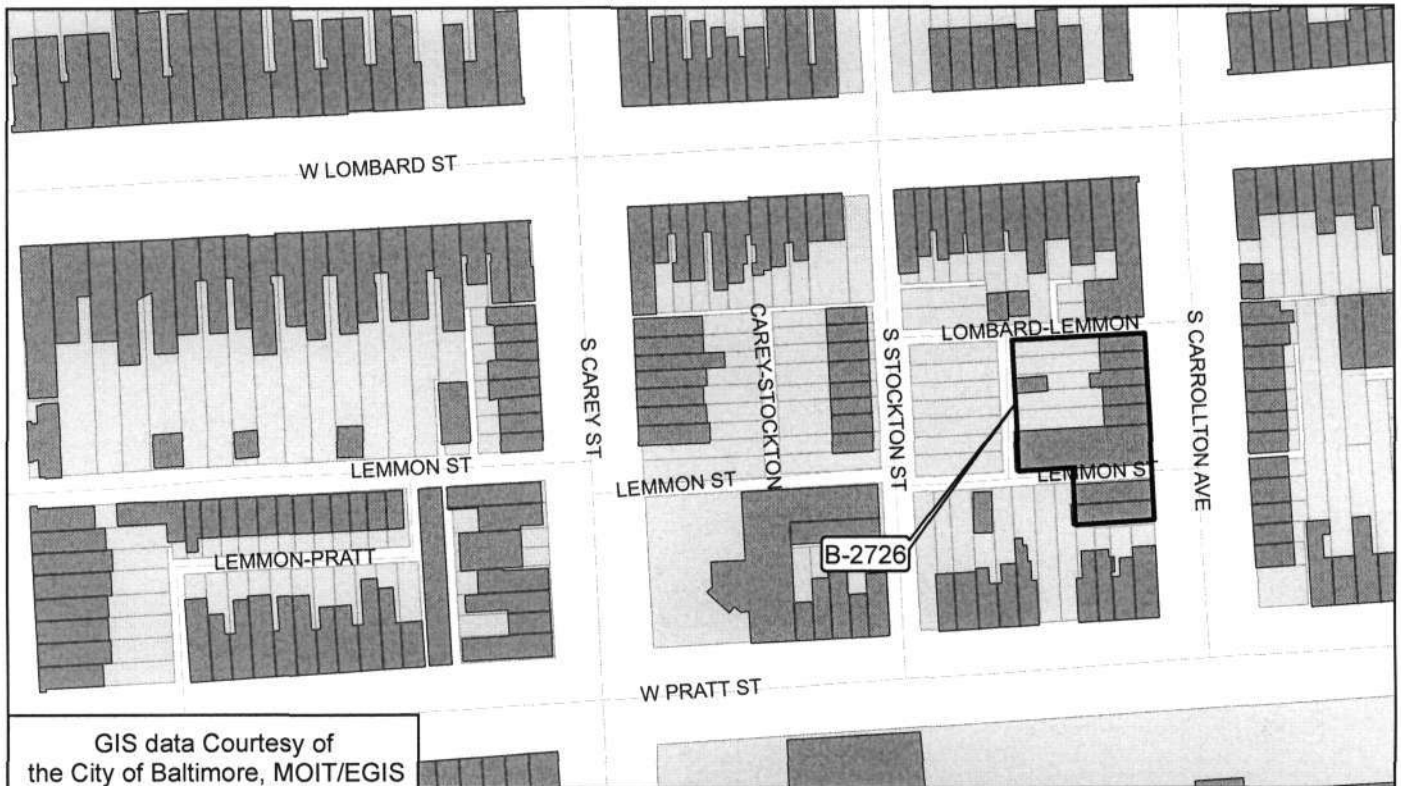 W LOMBARD ST
S CAREY ST
CAREY-STOCKTON
S STOCKTON ST
LOMBARD-LEMMON
S CARROLLTON AVE
LEMMON ST
LEMMON ST
LEMMON ST
LEMMON-PRATT
B-2726
W PRATT ST
GIS data Courtesy of
the City of Baltimore, MOIT/EGIS